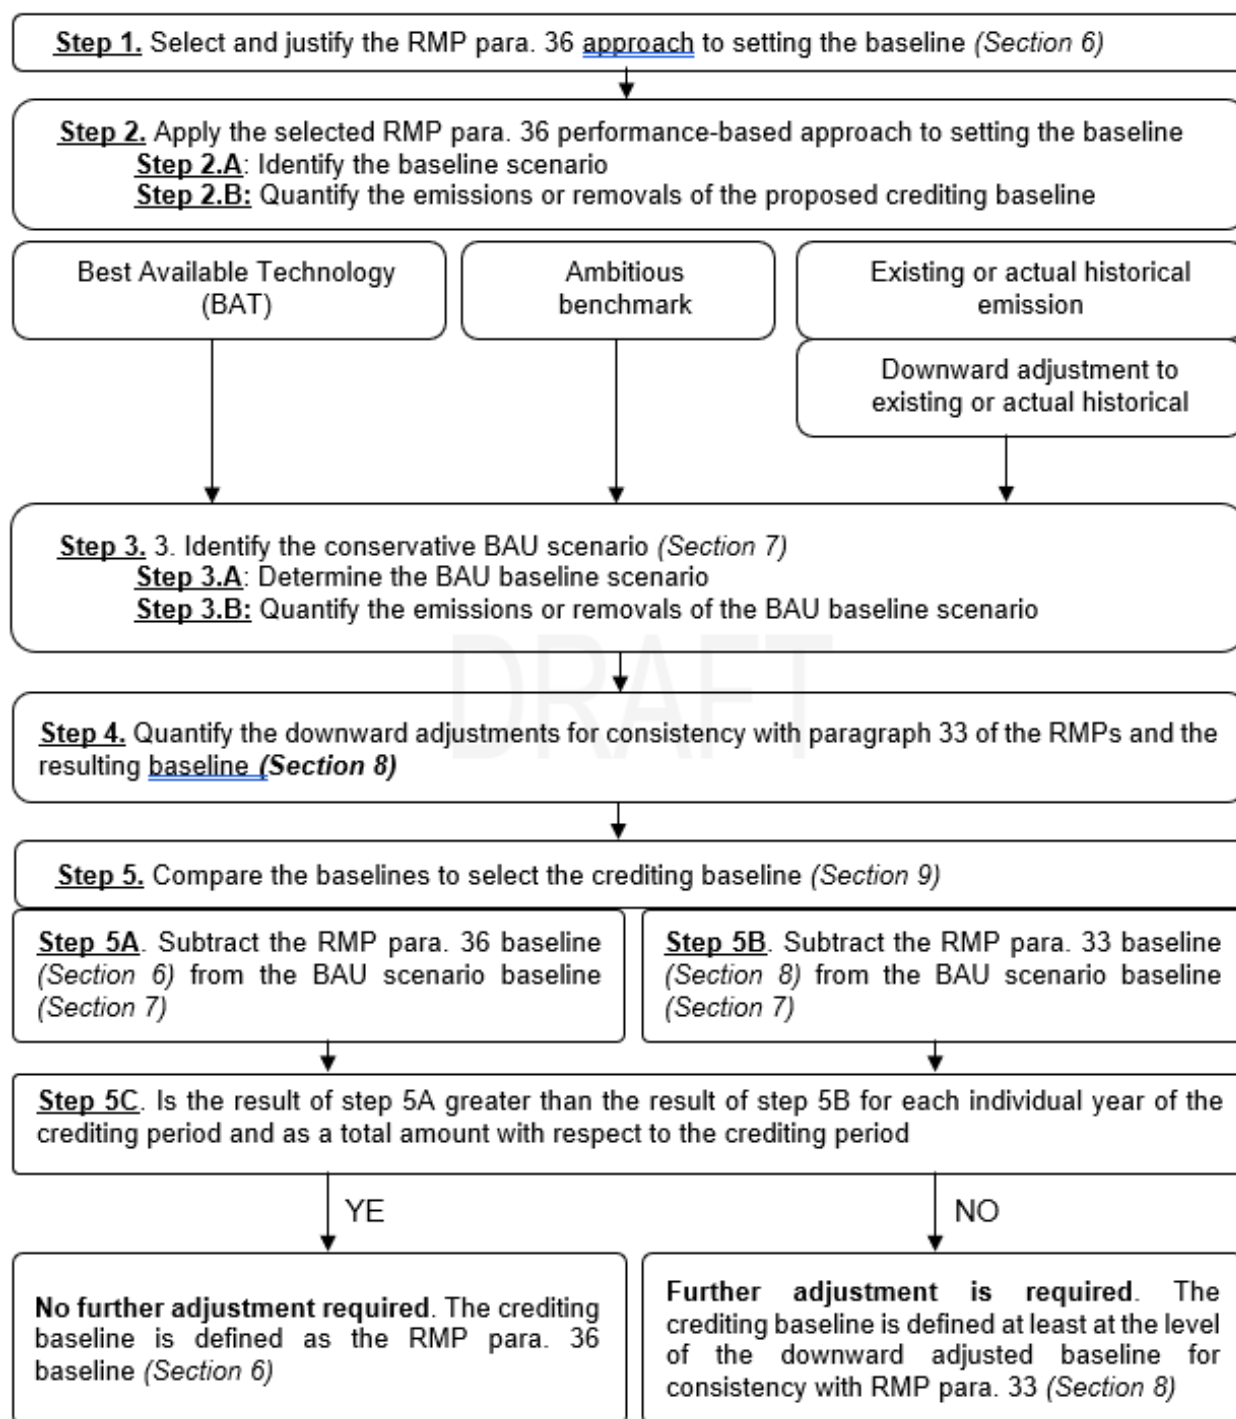 Step 1. Select and justify the RMP para. 36 approach to setting the baseline (Section 6)
Step 2. Apply the selected RMP para. 36 performance-based approach to setting the baseline
Step 2.A: Identify the baseline scenario
Step 2.B: Quantify the emissions or removals of the proposed crediting baseline
Best Available Technology
(BAT)
Ambitious
benchmark
Existing or actual historical
emission
Downward adjustment to
existing or actual historical
Step 3. 3. Identify the conservative BAU scenario (Section 7)
Step 3.A: Determine the BAU baseline scenario
Step 3.B: Quantify the emissions or removals of the BAU baseline scenario
DRAFT
Step 4. Quantify the downward adjustments for consistency with paragraph 33 of the RMPs and the
resulting baseline (Section 8)
Step 5. Compare the baselines to select the crediting baseline (Section 9)
Step 5A. Subtract the RMP para. 36 baseline
(Section 6) from the BAU scenario baseline
(Section 7)
Step 5B. Subtract the RMP para. 33 baseline
(Section 8) from the BAU scenario baseline
(Section 7)
Step 5C. Is the result of step 5A greater than the result of step 5B for each individual year of the
crediting period and as a total amount with respect to the crediting period
YE
NO
No further adjustment required. The crediting
baseline is defined as the RMP para. 36
baseline (Section 6)
Further adjustment is required. The
crediting baseline is defined at least at the level
of the downward adjusted baseline for
consistency with RMP para. 33 (Section 8)